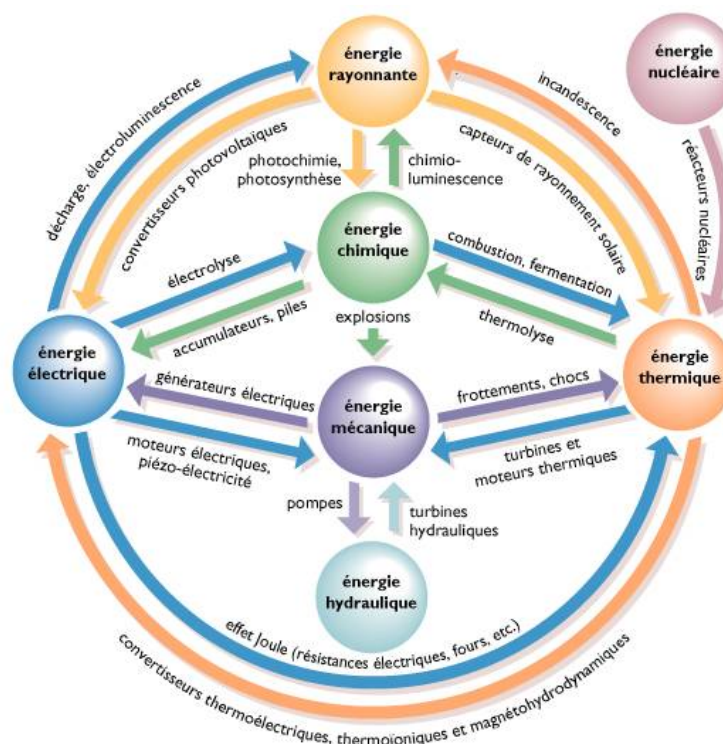 énergie
rayonnante
énergie
nucléaire
décharge, électroluminescence
convertisseurs photovoltaiques
incandescence
capteurs de rayonnement solaire
réacteurs nucléaires
photochimie,
photosynthèse
chimio-
luminescence
énergie
chimique
électrolyse
combustion, fermentation
accumulateurs, piles
explosions
thermolyse
énergie
électrique
énergie
thermique
générateurs électriques
énergie
mécanique
frottements, chocs
moteurs électriques,
piézo-électricité
turbines et
moteurs thermiques
pompes
turbines
hydrauliques
énergie
hydraulique
effet Joule (résistances électriques, fours, etc.)
convertisseurs thermoélectriques, thermoïoniques et magnétohydrodynamiques